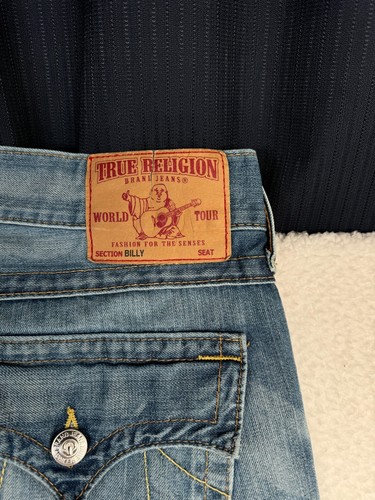 TRUE RELIGION
BRAND JEANS®
WORLD TOUR
FASHION FOR THE SENSES
SECTION BILLY SEAT